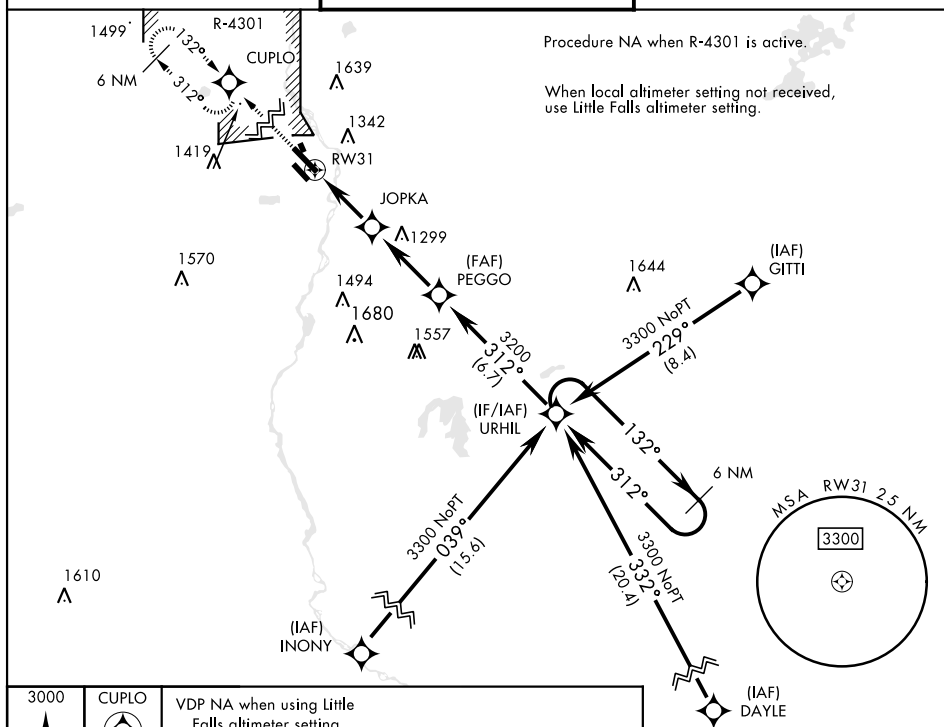 R-4301
1499
132°
CUPLO
6 NM
312°
1639
1342
1419
RW31
Procedure NA when R-4301 is active.
When local altimeter setting not received,
use Little Falls altimeter setting.
JOPKA
1299
(FAF)
PEGGO
1570
1494
1680
1557
1644
(IAF)
GITTI
3300 NoPT
229°
(8.4)
3200
312°
(6.7)
(IF/IAF)
URHIL
132°
312°
6 NM
3300 NoPT
039°
(15.6)
3300 NoPT
332°
(20.4)
MSA RW31 25 NM
3300
1610
(IAF)
INONY
(IAF)
DAYLE
3000
CUPLO
VDP NA when using Little
Falls altimeter setting.